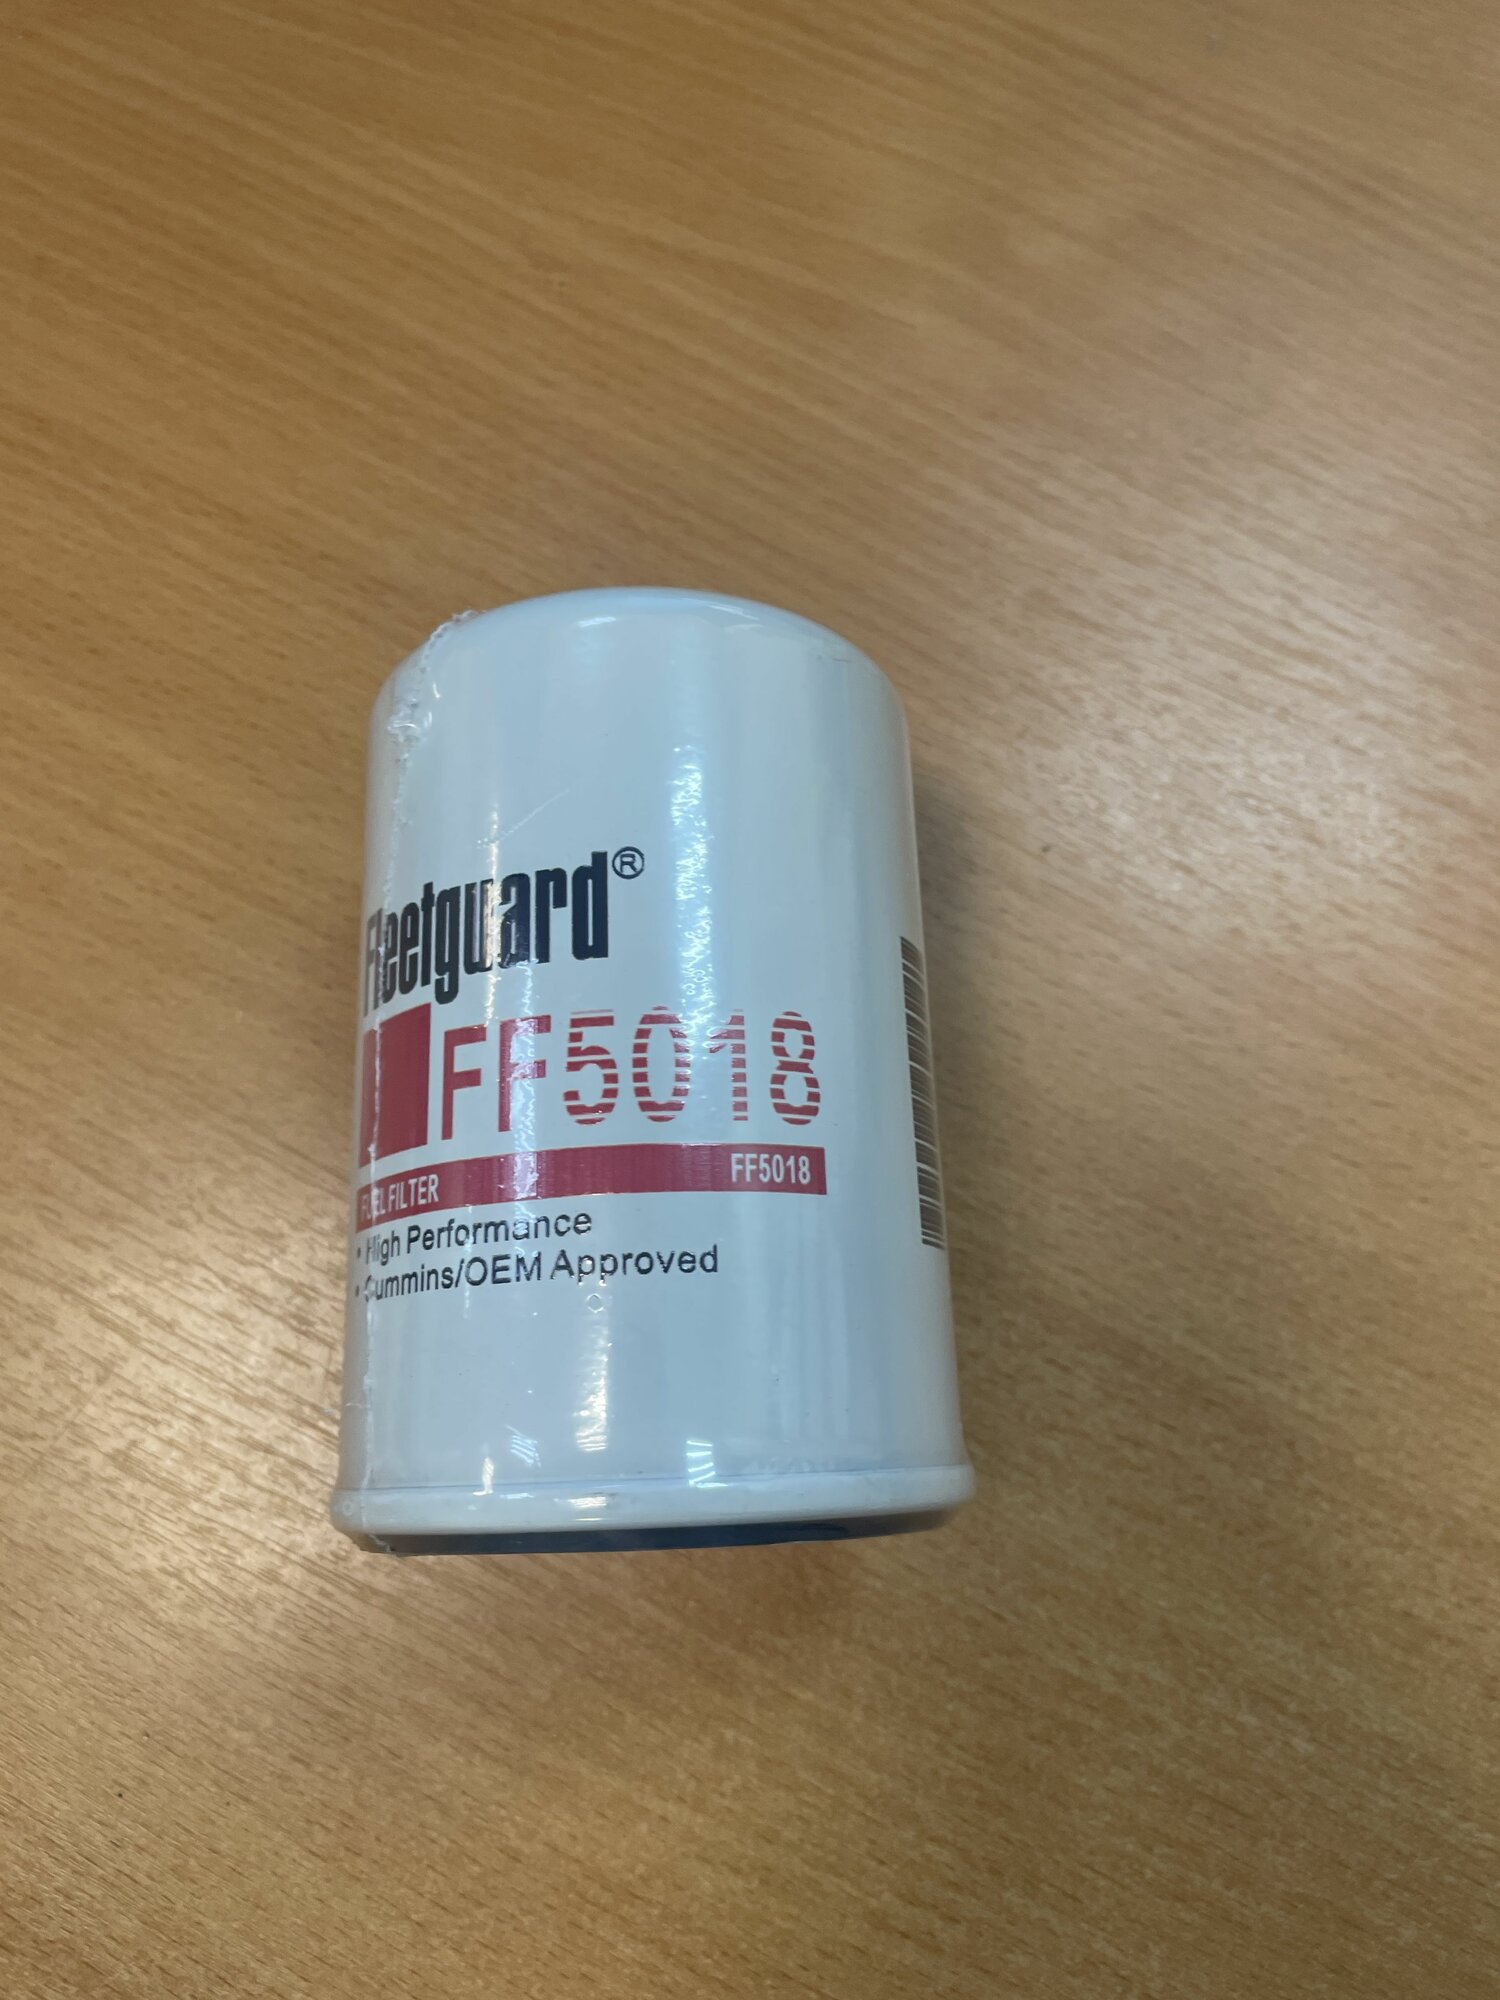 Fleetguard®
FF5018
FUEL FILTER FF5018
• High Performance
• Cummins/OEM Approved